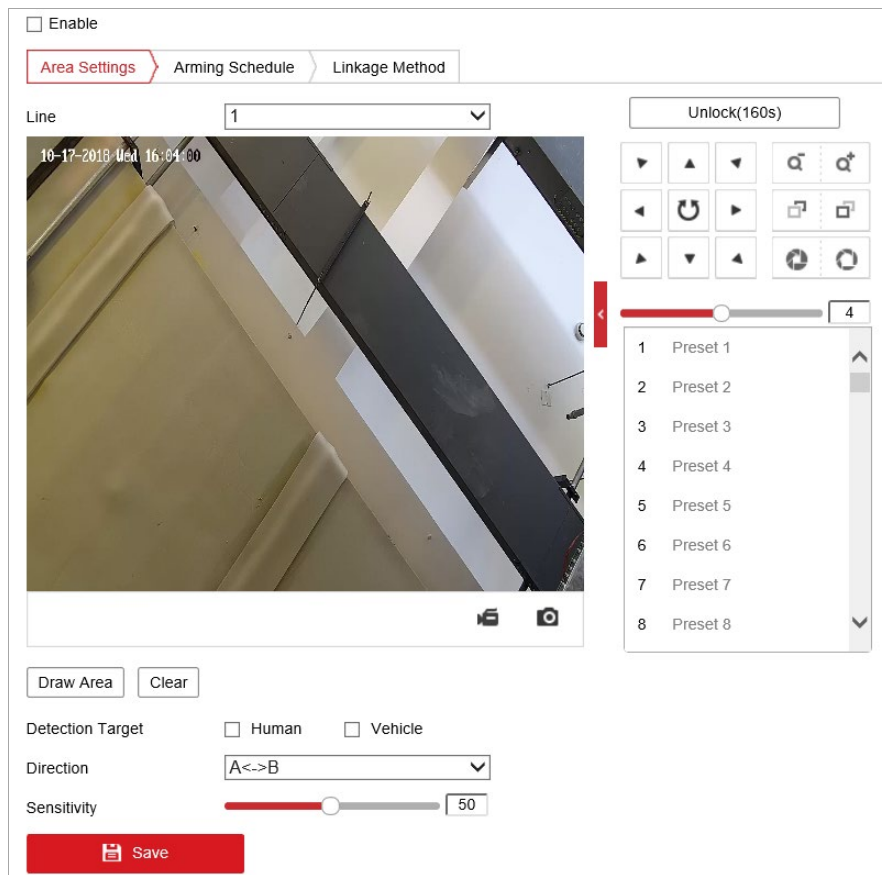 Enable
Area Settings Arming Schedule Linkage Method
Line 1
Unlock(160s)
10-17-2018 Wed 16:04:00
4
1 Preset 1
2 Preset 2
3 Preset 3
4 Preset 4
5 Preset 5
6 Preset 6
7 Preset 7
8 Preset 8
Draw Area Clear
Detection Target Human Vehicle
Direction A<->B
Sensitivity 50
Save